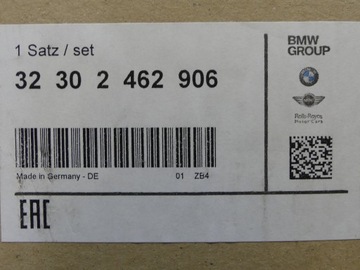 1 Satz / set
32 30 2 462 906
Made in Germany - DE 01 ZB4
EAC
BMW
GROUP
Rolls-Royce
Motor Cars